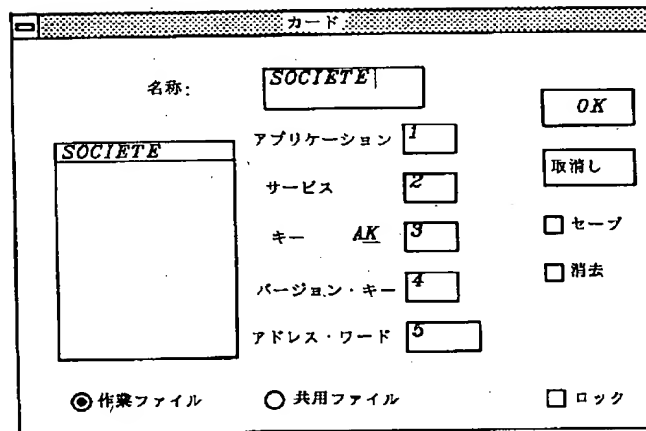 カード
名称:
SOCIETE
OK
SOCIETE
アプリケーション 1
取消し
サービス 2
セーブ
キー AK 3
消去
バージョン・キー 4
アドレス・ワード 5
作業ファイル
共用ファイル
ロック